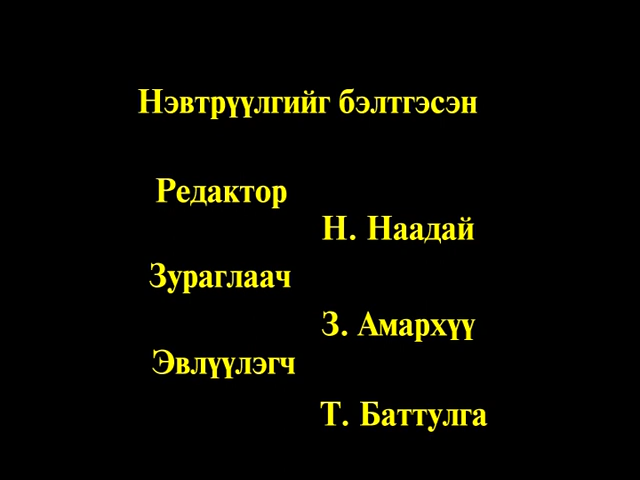 Нэвтрүүлгийг бэлтгэсэн
Редактор
Н. Наадай
Зураглаач
З. Амархүү
Эвлүүлэгч
Т. Баттулга